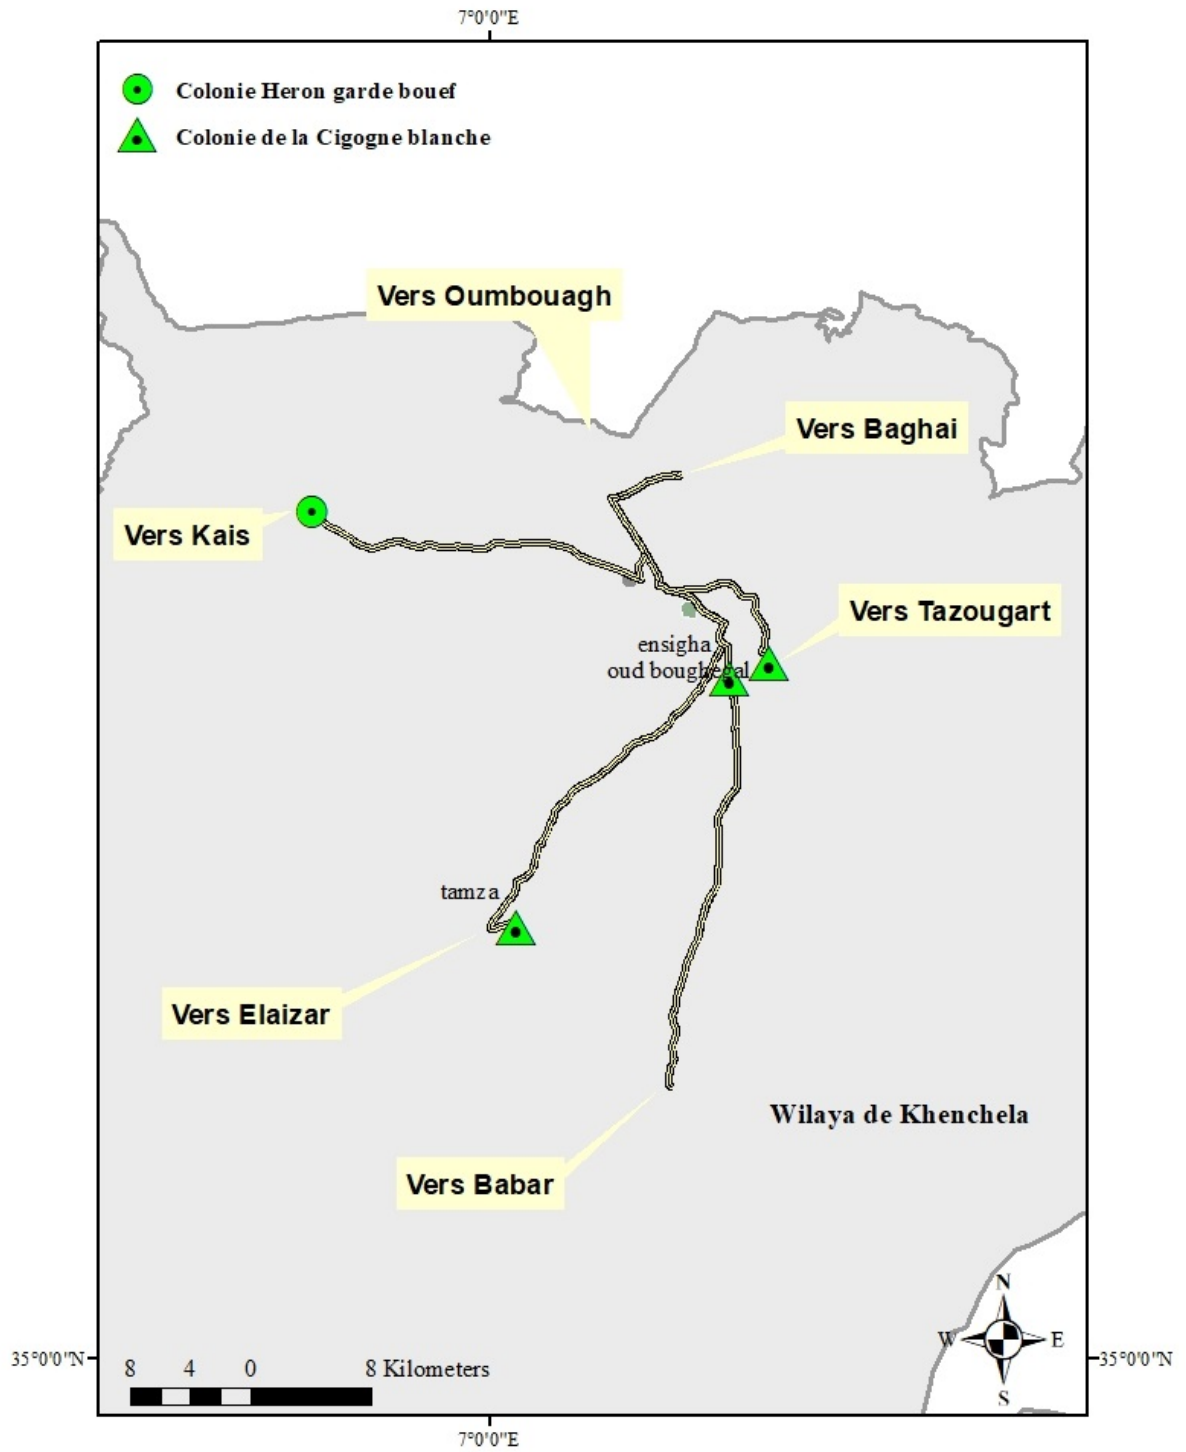 7°0'0"E
Colonie Heron garde bouef
Colonie de la Cigogne blanche
Vers Oumbouagh
Vers Baghai
Vers Kais
Vers Tazougart
ensigha
oud boughegal
tamza
Vers Elaizar
Wilaya de Khenchela
Vers Babar
N
W E
S
35°0'0"N
35°0'0"N
8 4 0 8 Kilometers
7°0'0"E